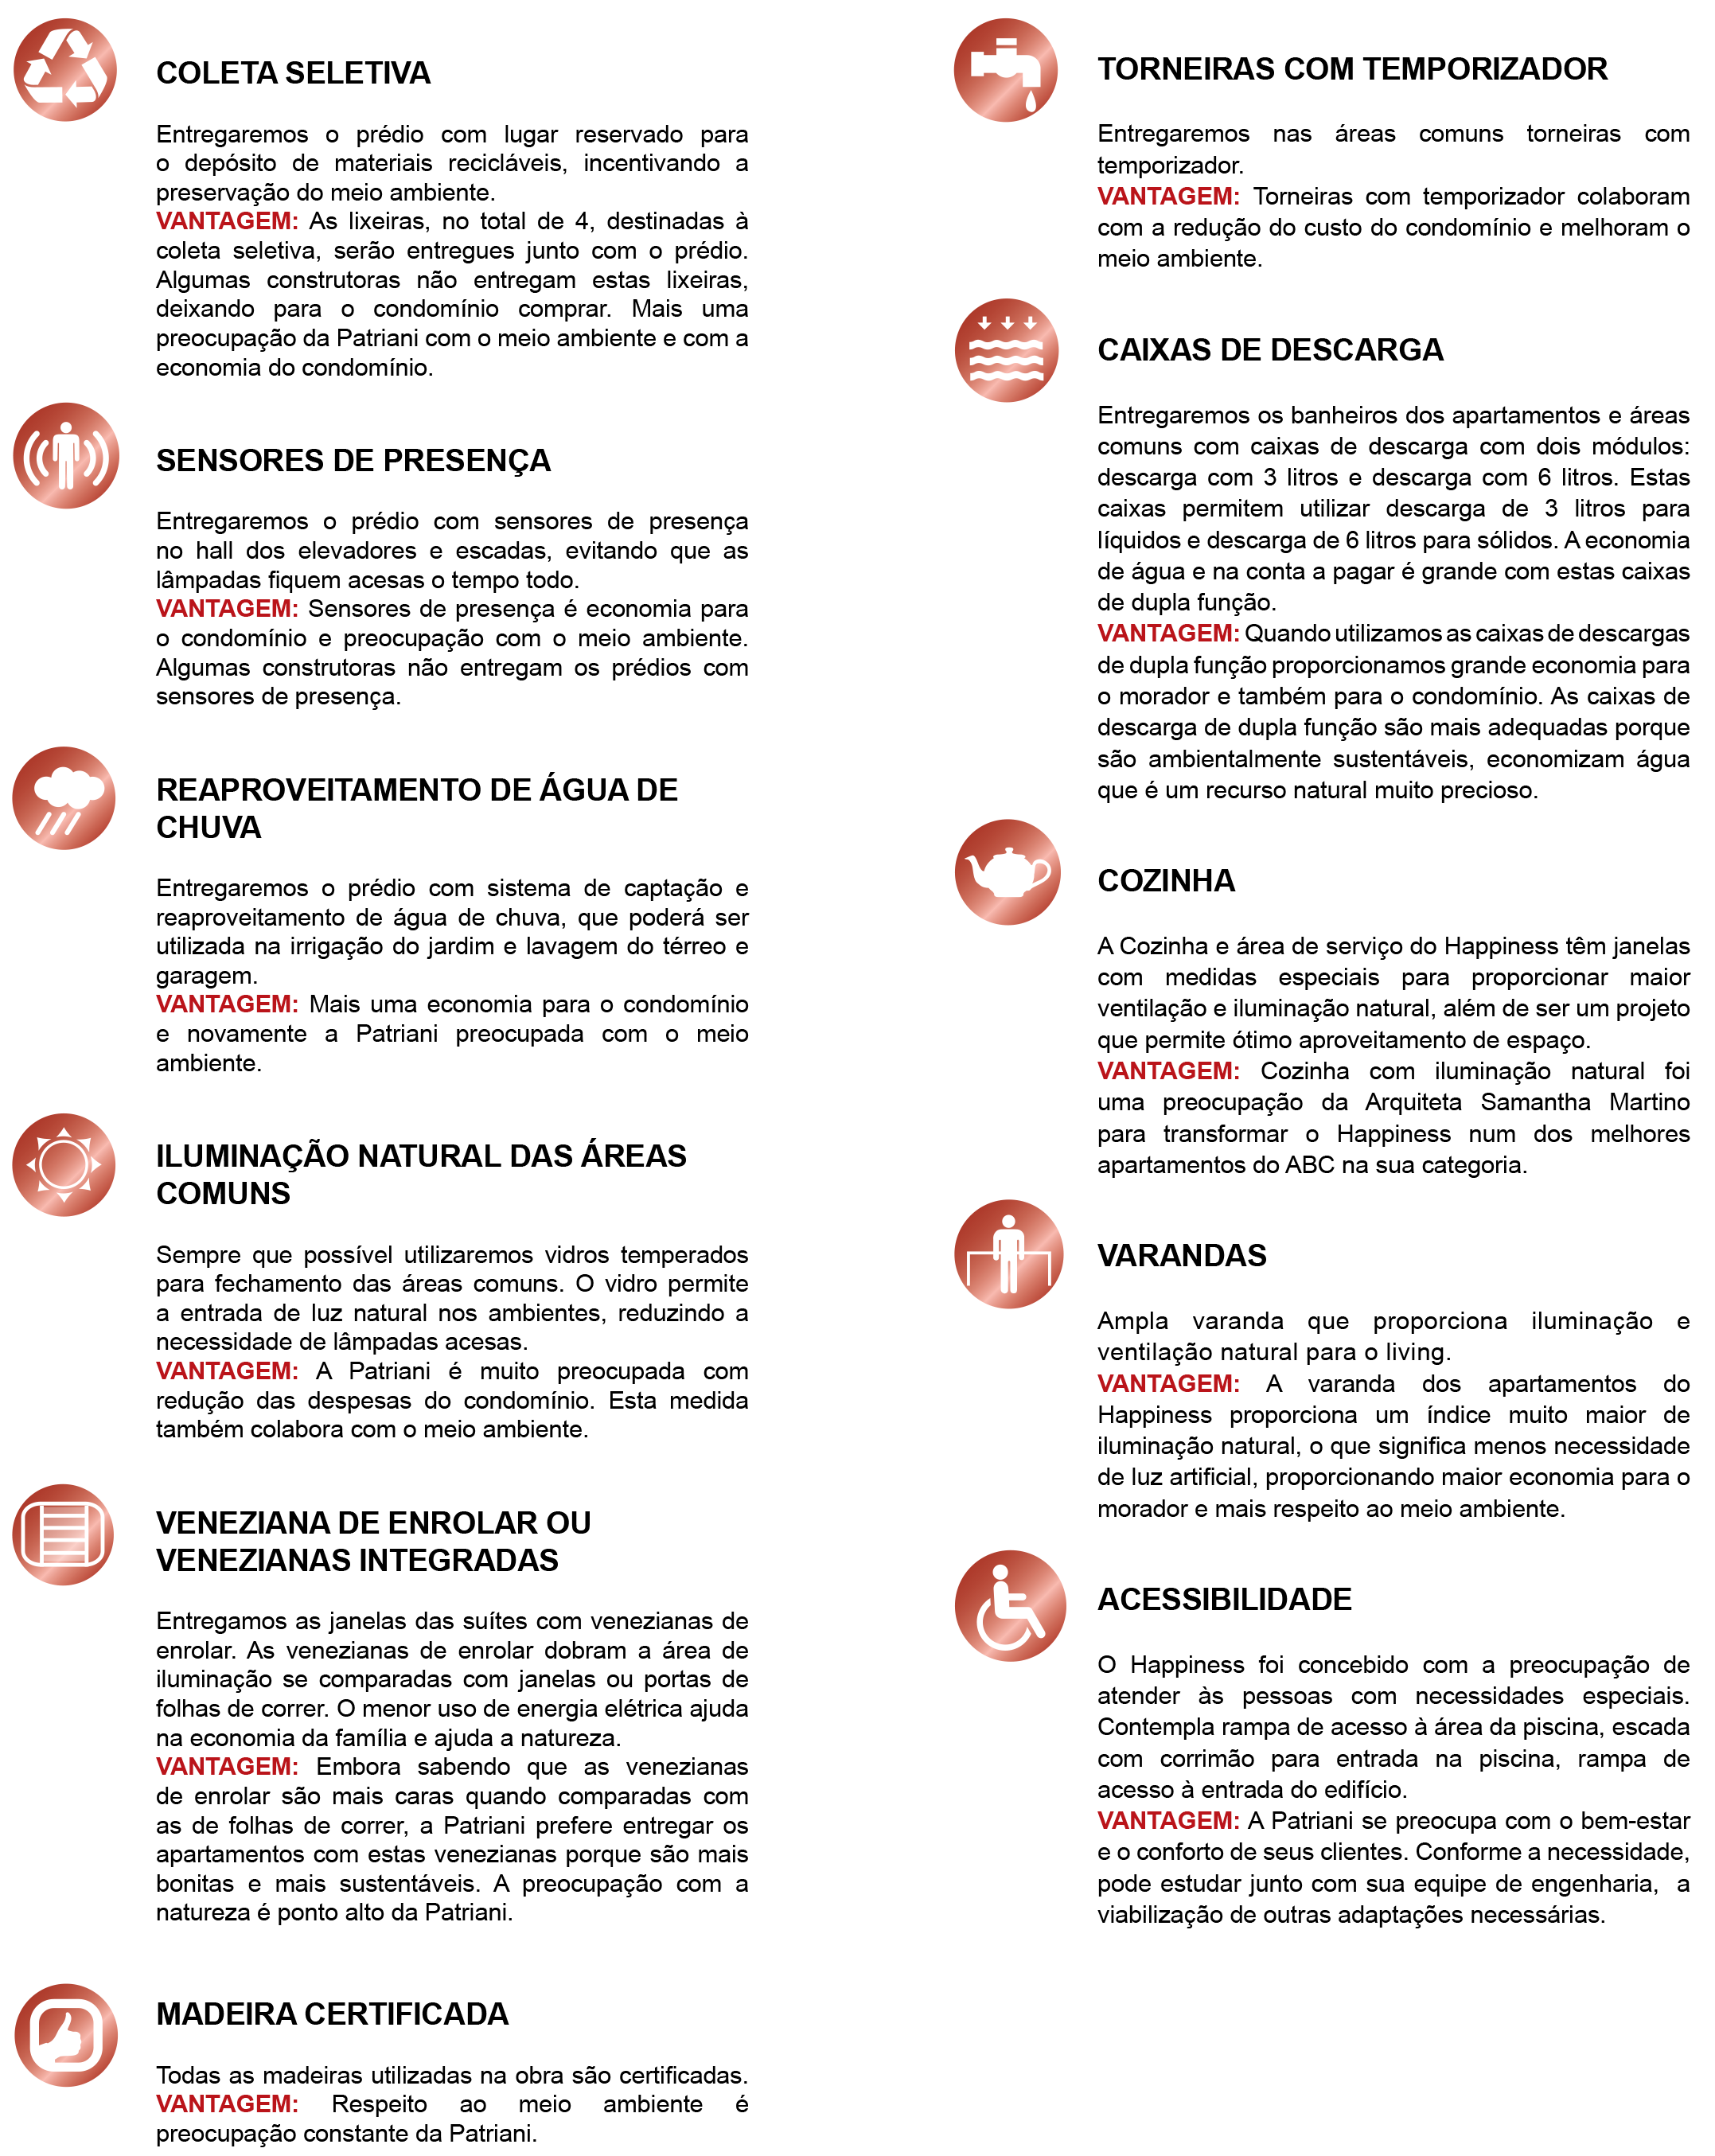 COLETA SELETIVA
Entregaremos o prédio com lugar reservado para
o depósito de materiais recicláveis, incentivando a
preservação do meio ambiente.
VANTAGEM: As lixeiras, no total de 4, destinadas à
coleta seletiva, serão entregues junto com o prédio.
Algumas construtoras não entregam estas lixeiras,
deixando para o condomínio comprar. Mais uma
preocupação da Patriani com o meio ambiente e com a
economia do condomínio.
SENSORES DE PRESENÇA
Entregaremos o prédio com sensores de presença
no hall dos elevadores e escadas, evitando que as
lâmpadas fiquem acesas o tempo todo.
VANTAGEM: Sensores de presença é economia para
o condomínio e preocupação com o meio ambiente.
Algumas construtoras não entregam os prédios com
sensores de presença.
REAPROVEITAMENTO DE ÁGUA DE
CHUVA
Entregaremos o prédio com sistema de captação e
reaproveitamento de água de chuva, que poderá ser
utilizada na irrigação do jardim e lavagem do térreo e
garagem.
VANTAGEM: Mais uma economia para o condomínio
e novamente a Patriani preocupada com o meio
ambiente.
ILUMINAÇÃO NATURAL DAS ÁREAS
COMUNS
Sempre que possível utilizaremos vidros temperados
para fechamento das áreas comuns. O vidro permite
a entrada de luz natural nos ambientes, reduzindo a
necessidade de lâmpadas acesas.
VANTAGEM: A Patriani é muito preocupada com
redução das despesas do condomínio. Esta medida
também colabora com o meio ambiente.
VENEZIANA DE ENROLAR OU
VENEZIANAS INTEGRADAS
Entregamos as janelas das suítes com venezianas de
enrolar. As venezianas de enrolar dobram a área de
iluminação se comparadas com janelas ou portas de
folhas de correr. O menor uso de energia elétrica ajuda
na economia da família e ajuda a natureza.
VANTAGEM: Embora sabendo que as venezianas
de enrolar são mais caras quando comparadas com
as de folhas de correr, a Patriani prefere entregar os
apartamentos com estas venezianas porque são mais
bonitas e mais sustentáveis. A preocupação com a
natureza é ponto alto da Patriani.
MADEIRA CERTIFICADA
Todas as madeiras utilizadas na obra são certificadas.
VANTAGEM: Respeito ao meio ambiente é
preocupação constante da Patriani.
TORNEIRAS COM TEMPORIZADOR
Entregaremos nas áreas comuns torneiras com
temporizador.
VANTAGEM: Torneiras com temporizador colaboram
com a redução do custo do condomínio e melhoram o
meio ambiente.
CAIXAS DE DESCARGA
Entregaremos os banheiros dos apartamentos e áreas
comuns com caixas de descarga com dois módulos:
descarga com 3 litros e descarga com 6 litros. Estas
caixas permitem utilizar descarga de 3 litros para
líquidos e descarga de 6 litros para sólidos. A economia
de água e na conta a pagar é grande com estas caixas
de dupla função.
VANTAGEM: Quando utilizamos as caixas de descargas
de dupla função proporcionamos grande economia para
o morador e também para o condomínio. As caixas de
descarga de dupla função são mais adequadas porque
são ambientalmente sustentáveis, economizam água
que é um recurso natural muito precioso.
COZINHA
A Cozinha e área de serviço do Happiness têm janelas
com medidas especiais para proporcionar maior
ventilação e iluminação natural, além de ser um projeto
que permite ótimo aproveitamento de espaço.
VANTAGEM: Cozinha com iluminação natural foi
uma preocupação da Arquiteta Samantha Martino
para transformar o Happiness num dos melhores
apartamentos do ABC na sua categoria.
VARANDAS
Ampla varanda que proporciona iluminação e
ventilação natural para o living.
VANTAGEM: A varanda dos apartamentos do
Happiness proporciona um índice muito maior de
iluminação natural, o que significa menos necessidade
de luz artificial, proporcionando maior economia para o
morador e mais respeito ao meio ambiente.
ACESSIBILIDADE
O Happiness foi concebido com a preocupação de
atender às pessoas com necessidades especiais.
Contempla rampa de acesso à área da piscina, escada
com corrimão para entrada na piscina, rampa de
acesso à entrada do edifício.
VANTAGEM: A Patriani se preocupa com o bem-estar
e o conforto de seus clientes. Conforme a necessidade,
pode estudar junto com sua equipe de engenharia, a
viabilização de outras adaptações necessárias.